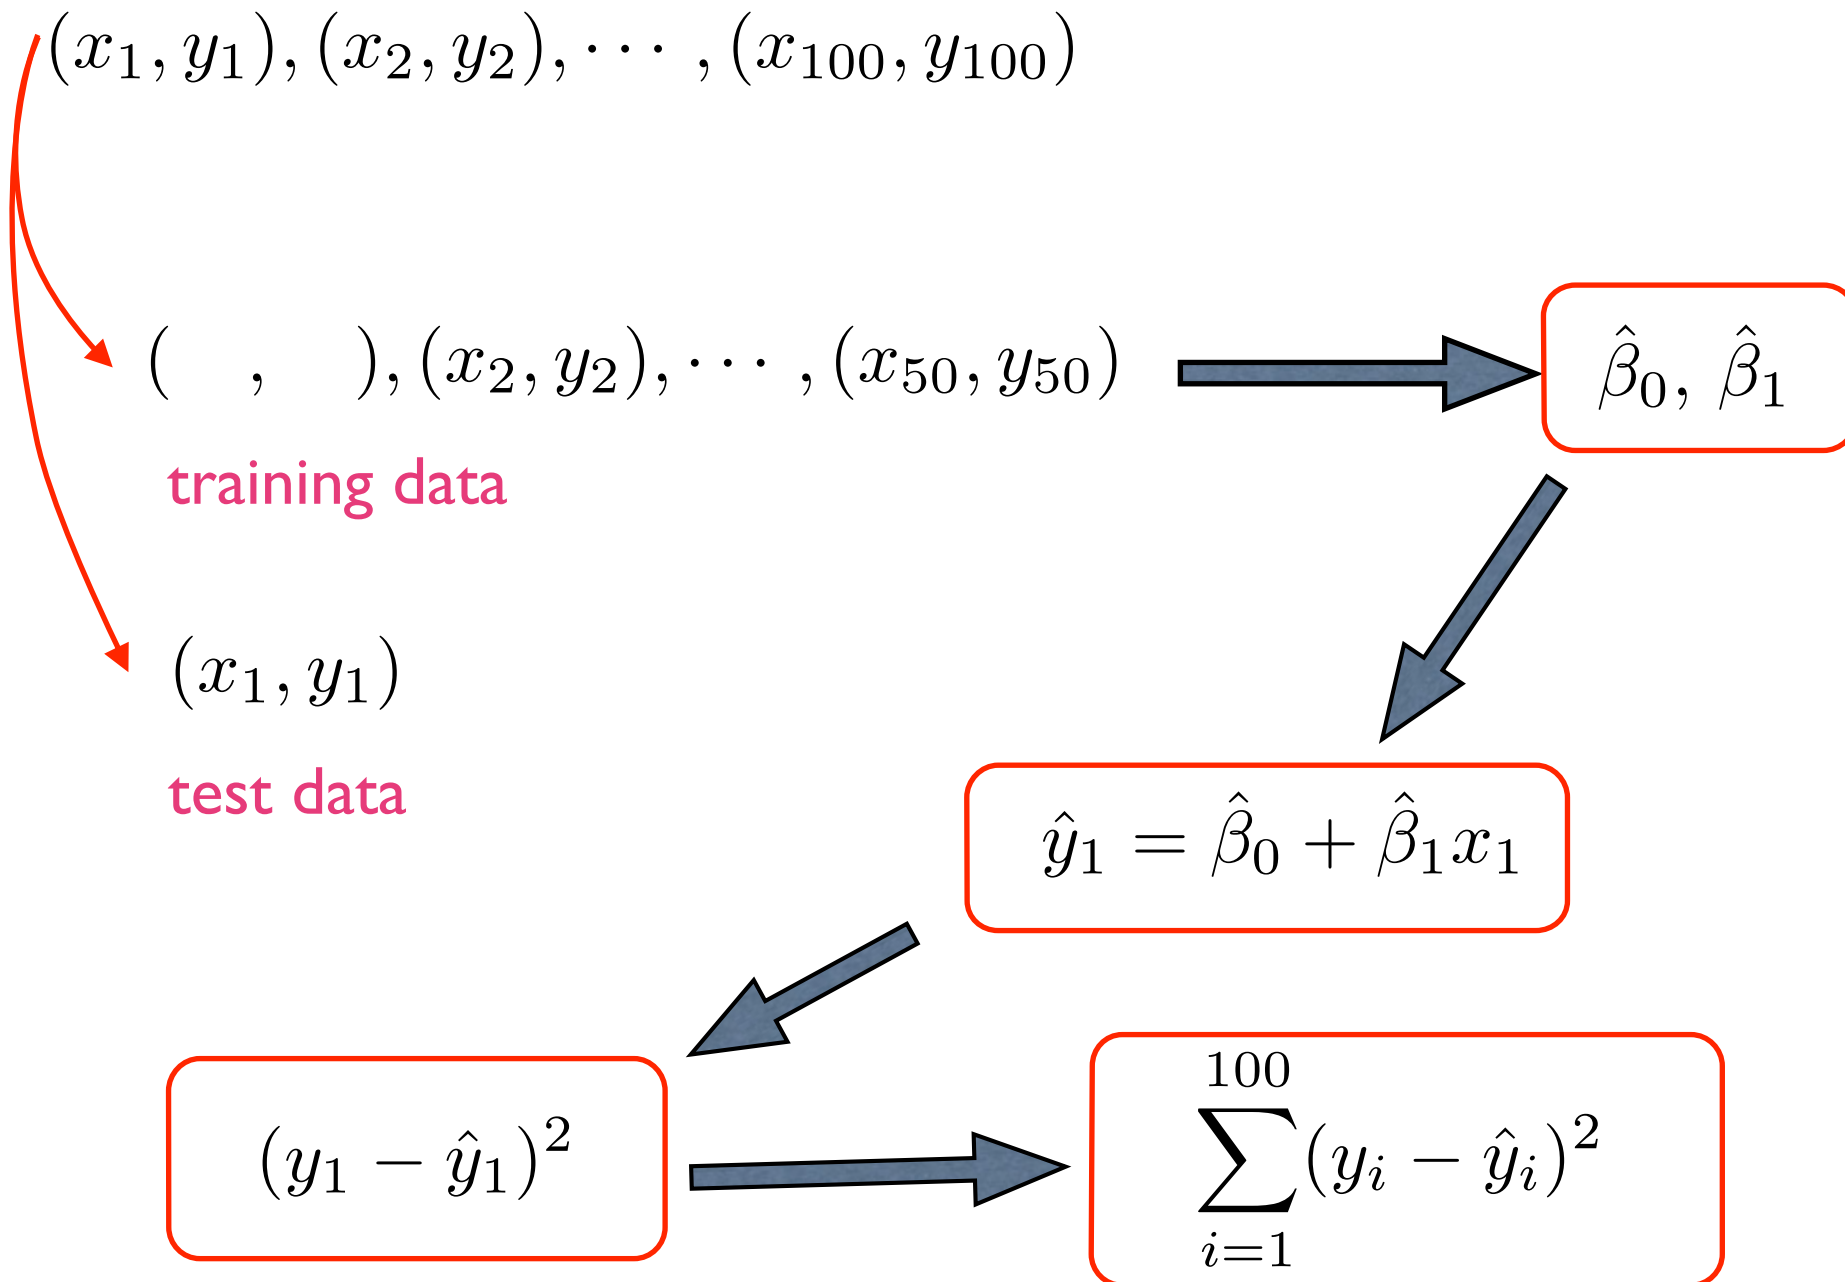 (x₁, y₁), (x₂, y₂), ⋯ , (x₁₀₀, y₁₀₀)
( , ), (x₂, y₂), ⋯ , (x₅₀, y₅₀)
β̂₀, β̂₁
training data
(x₁, y₁)
test data
ŷ₁ = β̂₀ + β̂₁x₁
(y₁ − ŷ₁)²
∑_{i=1}^{100} (yᵢ − ŷᵢ)²